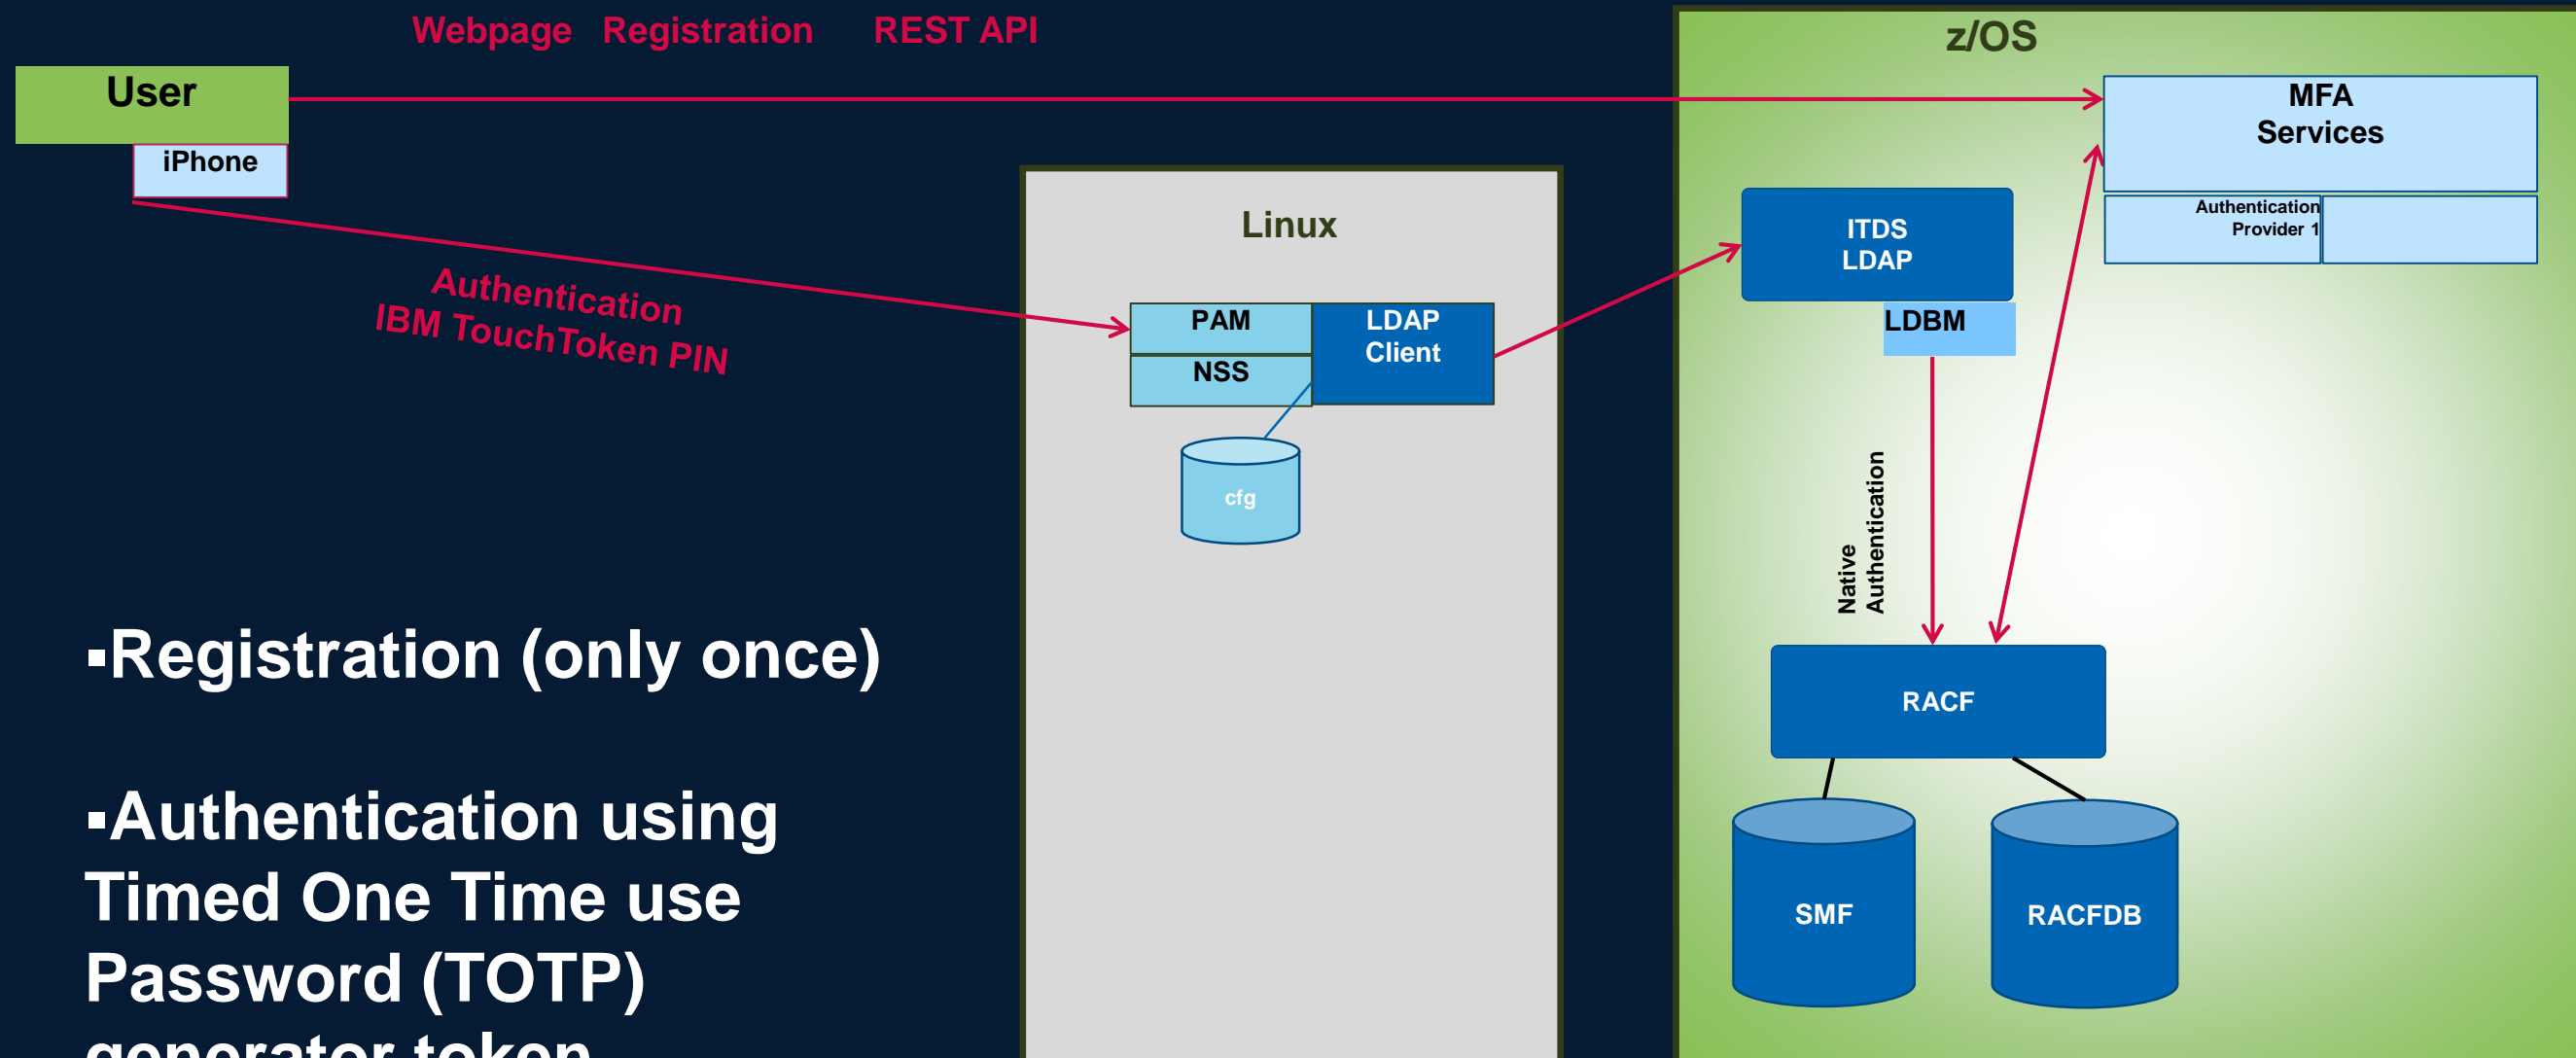 Webpage Registration REST API
z/OS
User
iPhone
MFA
Services
Authentication
Provider 1
Linux
ITDS
LDAP
LDBM
Authentication
IBM TouchToken PIN
PAM
NSS
LDAP
Client
cfg
Native
Authentication
RACF
SMF
RACFDB
▪Registration (only once)
▪Authentication using
Timed One Time use
Password (TOTP)
generator token